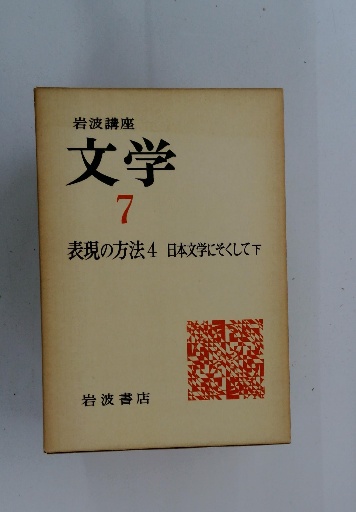 岩波講座
文学
7
表現の方法4 日本文学にそくして 下
岩波書店